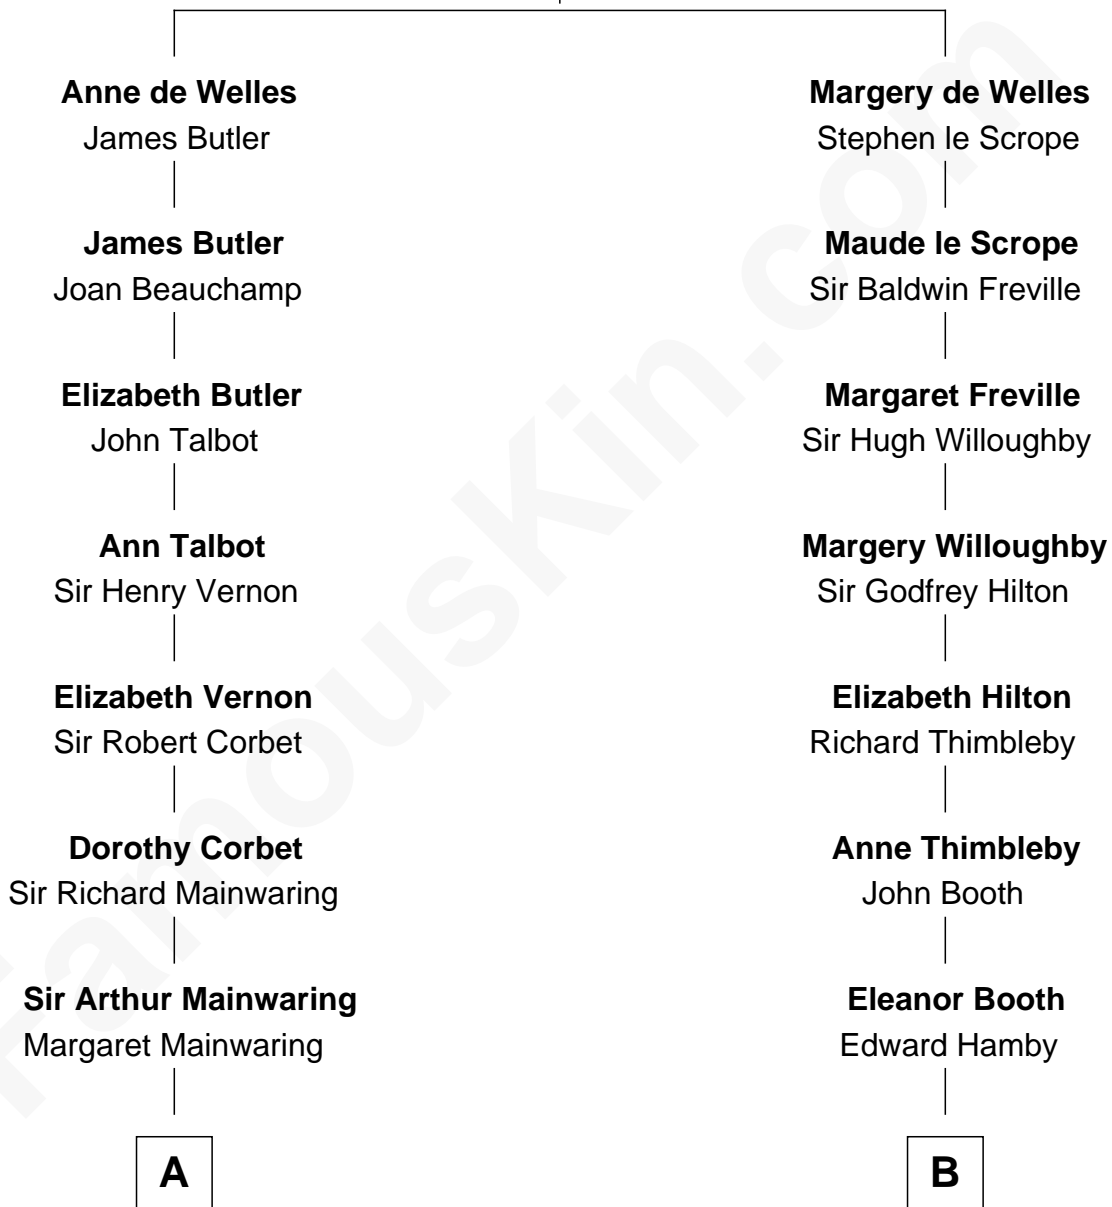 Anne de Welles
James Butler
James Butler
Joan Beauchamp
Elizabeth Butler
John Talbot
Ann Talbot
Sir Henry Vernon
Elizabeth Vernon
Sir Robert Corbet
Dorothy Corbet
Sir Richard Mainwaring
Sir Arthur Mainwaring
Margaret Mainwaring
A
Margery de Welles
Stephen le Scrope
Maude le Scrope
Sir Baldwin Freville
Margaret Freville
Sir Hugh Willoughby
Margery Willoughby
Sir Godfrey Hilton
Elizabeth Hilton
Richard Thimbleby
Anne Thimbleby
John Booth
Eleanor Booth
Edward Hamby
B
FamousKin.com